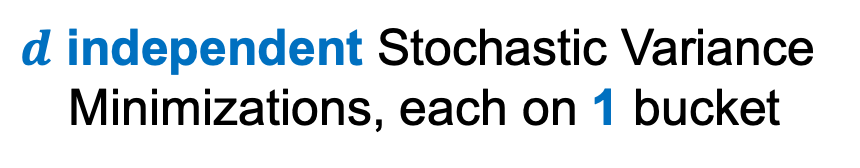 d independent Stochastic Variance
Minimizations, each on 1 bucket